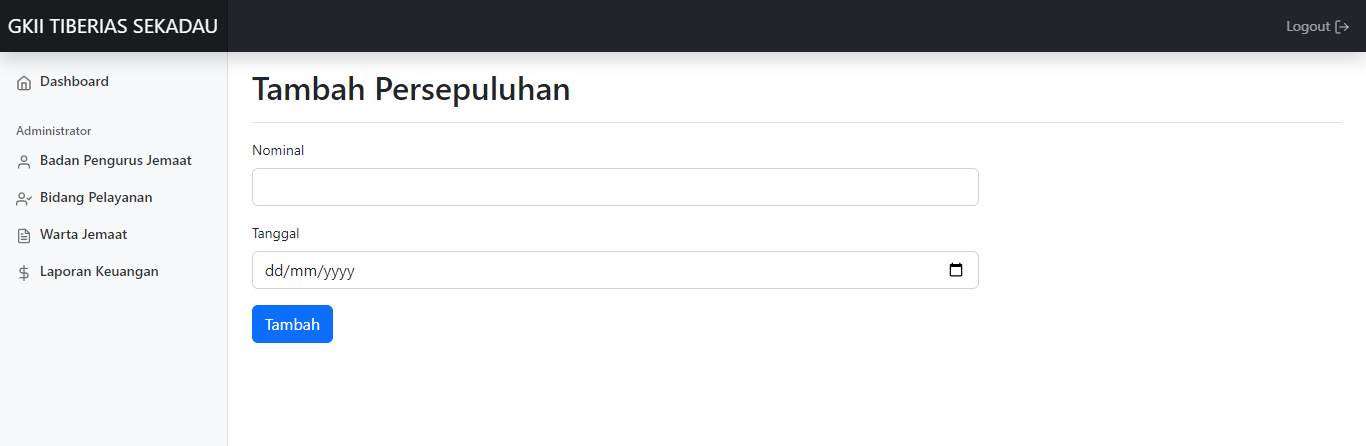 GKII TIBERIAS SEKADAU
Logout
Dashboard
Administrator
Badan Pengurus Jemaat
Bidang Pelayanan
Warta Jemaat
Laporan Keuangan
Tambah Persepuluhan
Nominal
Tanggal
dd/mm/yyyy
Tambah